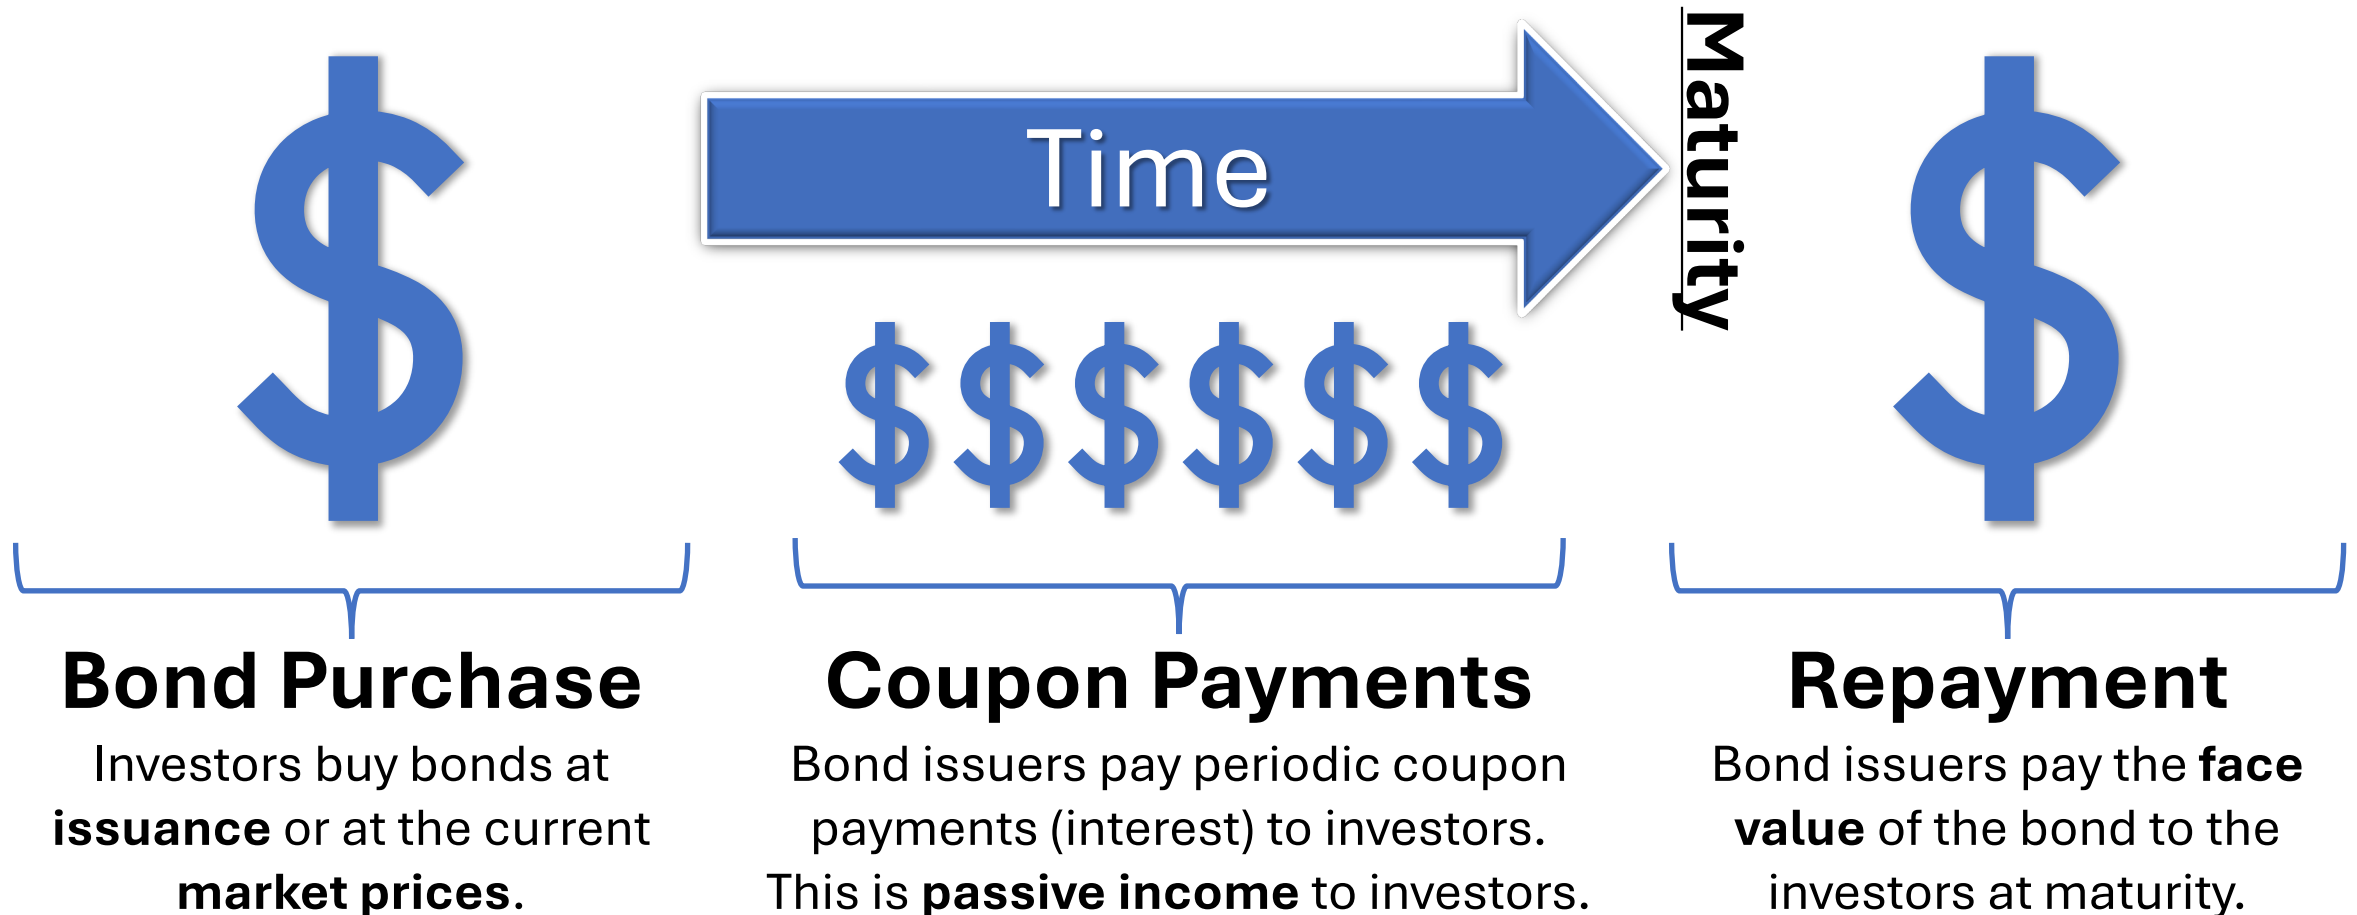 Time
Maturity
Bond Purchase
Investors buy bonds at
issuance or at the current
market prices.
Coupon Payments
Bond issuers pay periodic coupon
payments (interest) to investors.
This is passive income to investors.
Repayment
Bond issuers pay the face
value of the bond to the
investors at maturity.